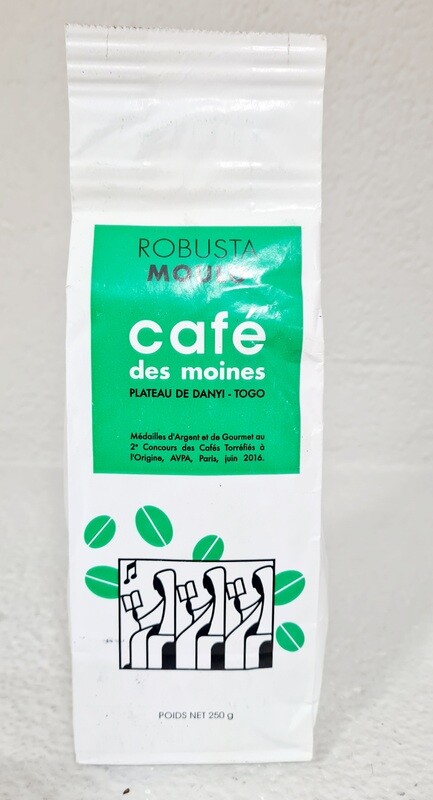 ROBUSTA
MOULU
café
des moines
PLATEAU DE DANYI - TOGO
Médailles d'Argent et de Gourmet au
2e Concours des Cafés Torréfiés à
l'Origine, AVPA, Paris, juin 2016.
POIDS NET 250 g